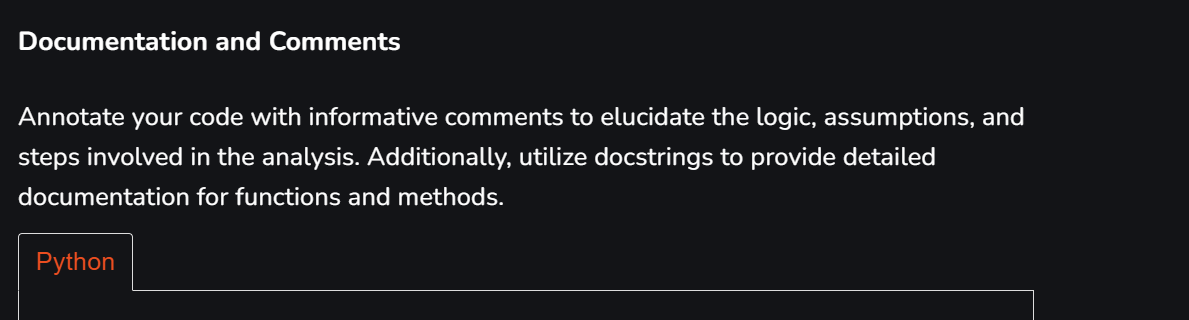 Documentation and Comments
Annotate your code with informative comments to elucidate the logic, assumptions, and
steps involved in the analysis. Additionally, utilize docstrings to provide detailed
documentation for functions and methods.
Python